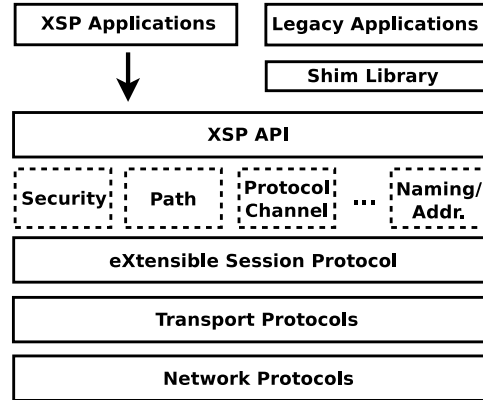 XSP Applications
Legacy Applications
Shim Library
XSP API
Security
Path
Protocol
Channel
...
Naming/
Addr.
eXtensible Session Protocol
Transport Protocols
Network Protocols